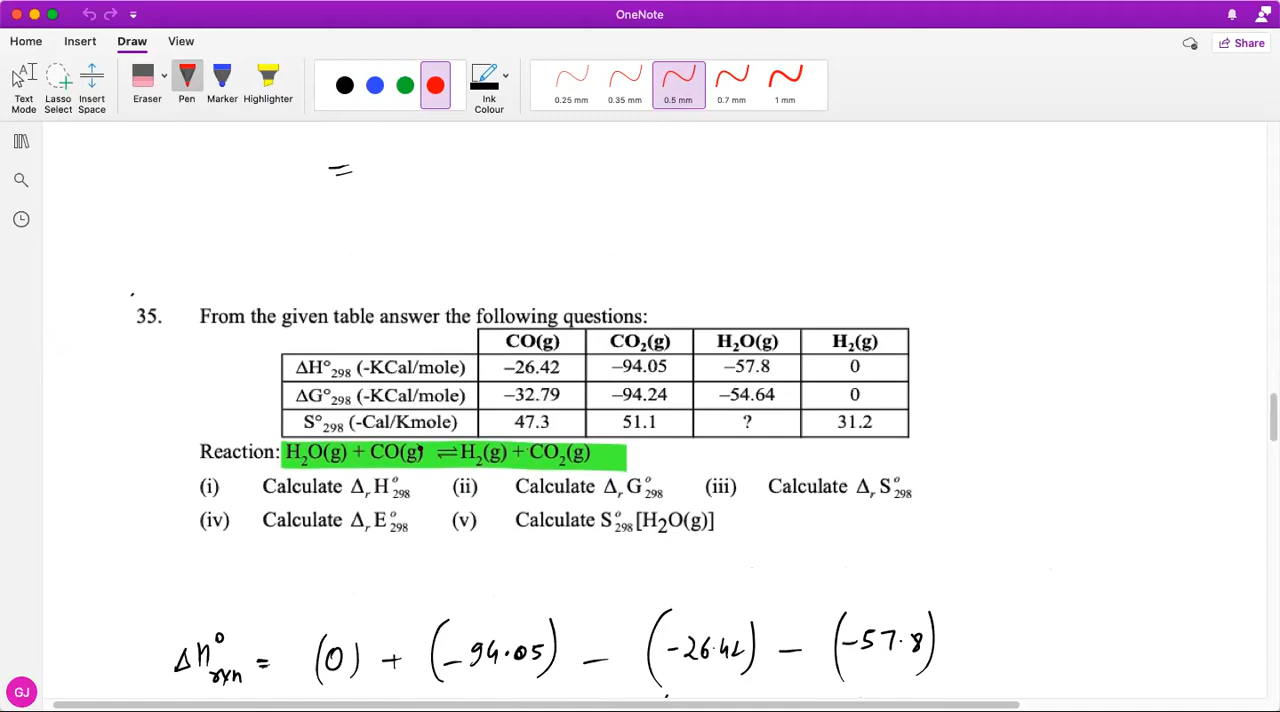 OneNote
Home Insert Draw View
Share
Text Mode Lasso Select Insert Space Eraser Pen Marker Highlighter Ink Colour 0.25 mm 0.35 mm 0.5 mm 0.7 mm 1 mm
=
35. From the given table answer the following questions:
CO(g) CO₂(g) H₂O(g) H₂(g)
ΔH°₂₉₈ (-KCal/mole) –26.42 –94.05 –57.8 0
ΔG°₂₉₈ (-KCal/mole) –32.79 –94.24 –54.64 0
S°₂₉₈ (-Cal/Kmole) 47.3 51.1 ? 31.2
Reaction: H₂O(g) + CO(g) ⇌ H₂(g) + CO₂(g)
(i) Calculate ΔᵣH°₂₉₈ (ii) Calculate ΔᵣG°₂₉₈ (iii) Calculate ΔᵣS°₂₉₈
(iv) Calculate ΔᵣE°₂₉₈ (v) Calculate S°₂₉₈[H₂O(g)]
ΔH°rxn = (0) + (-94.05) - (-26.42) - (-57.8)
GJ